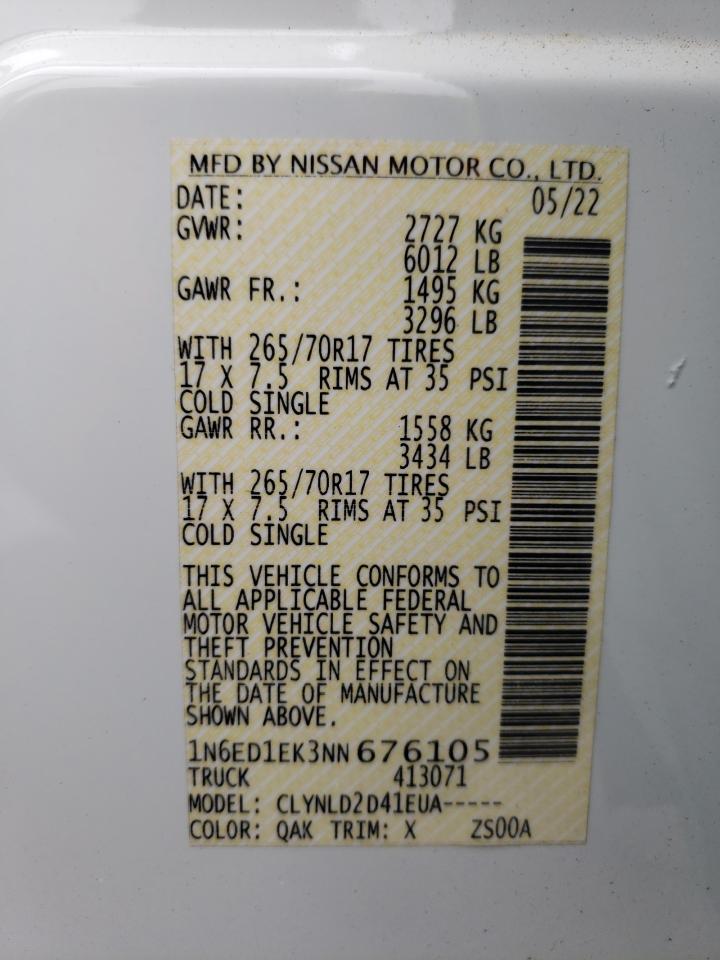 MFD BY NISSAN MOTOR CO., LTD.
DATE: 05/22
GVWR: 2727 KG
6012 LB
GAWR FR.: 1495 KG
3296 LB
WITH 265/70R17 TIRES
17 X 7.5 RIMS AT 35 PSI
COLD SINGLE
GAWR RR.: 1558 KG
3434 LB
WITH 265/70R17 TIRES
17 X 7.5 RIMS AT 35 PSI
COLD SINGLE
THIS VEHICLE CONFORMS TO
ALL APPLICABLE FEDERAL
MOTOR VEHICLE SAFETY AND
THEFT PREVENTION
STANDARDS IN EFFECT ON
THE DATE OF MANUFACTURE
SHOWN ABOVE.
1N6ED1EK3NN 676105
TRUCK 413071
MODEL: CLYNLD2D41EUA-----
COLOR: QAK TRIM: X ZS00A